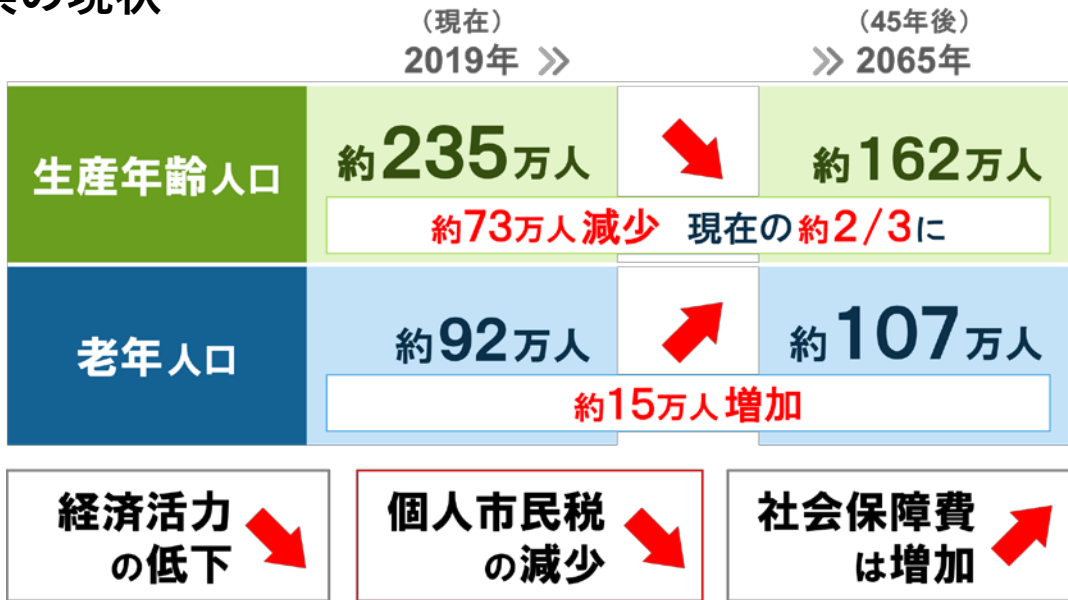 の現状
（現在）
2019年 ≫
（45年後）
≫ 2065年
生産年齢人口
約235万人
約162万人
約73万人減少 現在の約2/3に
老年人口
約92万人
約107万人
約15万人増加
経済活力
の低下
個人市民税
の減少
社会保障費
は増加